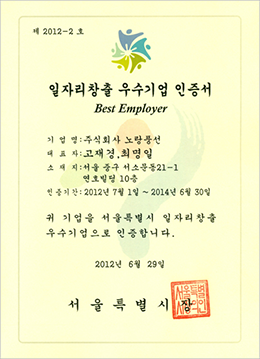 제 2012-2 호
일자리창출 우수기업 인증서
Best Employer
기 업 명 : 주식회사 노랑풍선
대 표 자 : 고재경,최명일
소 재 지 : 서울 중구 서소문동21-1
연호빌딩 10층
인증기간 : 2012년 7월 1일 ~ 2014년 6월 30일
귀 기업을 서울특별시 일자리창출
우수기업으로 인증합니다.
2012년 6월 29일
서울특별시장